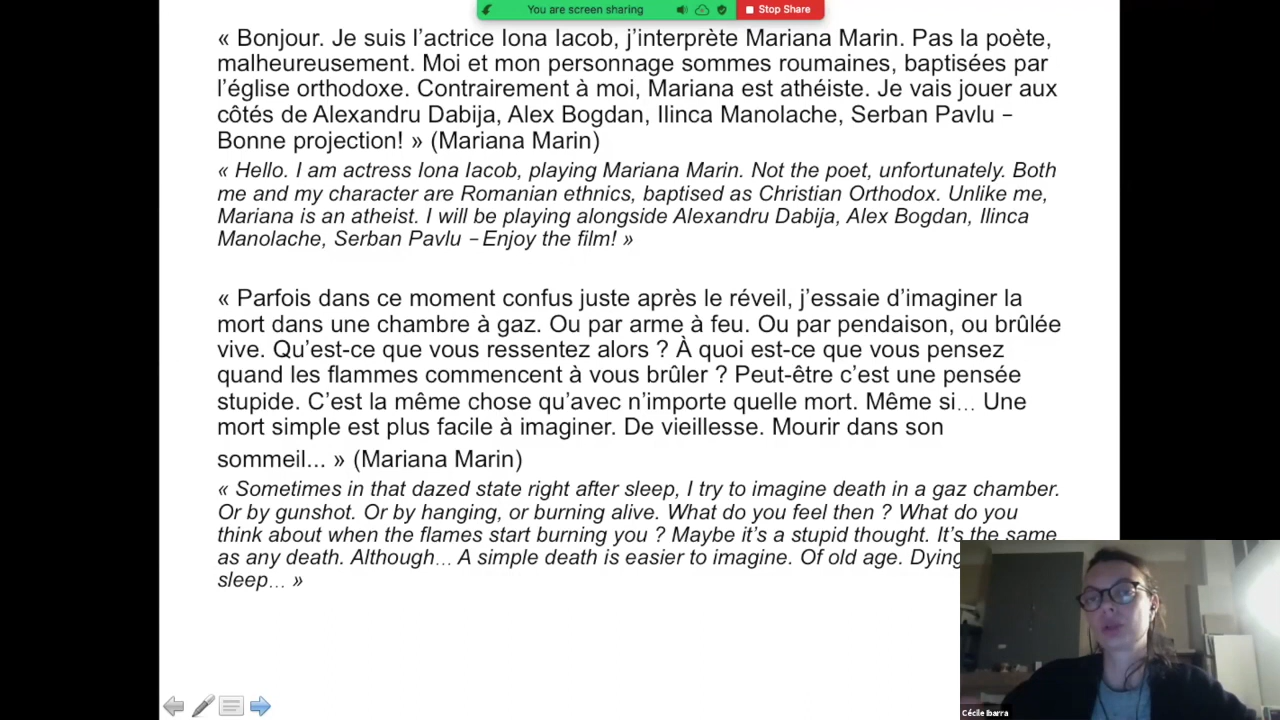 You are screen sharing
Stop Share
« Bonjour. Je suis l’actrice Iona Iacob, j’interprète Mariana Marin. Pas la poète,
malheureusement. Moi et mon personnage sommes roumaines, baptisées par
l’église orthodoxe. Contrairement à moi, Mariana est athéiste. Je vais jouer aux
côtés de Alexandru Dabija, Alex Bogdan, Ilinca Manolache, Serban Pavlu –
Bonne projection! » (Mariana Marin)
« Hello. I am actress Iona Iacob, playing Mariana Marin. Not the poet, unfortunately. Both
me and my character are Romanian ethnics, baptised as Christian Orthodox. Unlike me,
Mariana is an atheist. I will be playing alongside Alexandru Dabija, Alex Bogdan, Ilinca
Manolache, Serban Pavlu – Enjoy the film! »
« Parfois dans ce moment confus juste après le réveil, j’essaie d’imaginer la
mort dans une chambre à gaz. Ou par arme à feu. Ou par pendaison, ou brûlée
vive. Qu’est-ce que vous ressentez alors ? À quoi est-ce que vous pensez
quand les flammes commencent à vous brûler ? Peut-être c’est une pensée
stupide. C’est la même chose qu’avec n’importe quelle mort. Même si… Une
mort simple est plus facile à imaginer. De vieillesse. Mourir dans son
sommeil... » (Mariana Marin)
« Sometimes in that dazed state right after sleep, I try to imagine death in a gaz chamber.
Or by gunshot. Or by hanging, or burning alive. What do you feel then ? What do you
think about when the flames start burning you ? Maybe it’s a stupid thought. It’s the same
as any death. Although… A simple death is easier to imagine. Of old age. Dying
sleep… »
Cécile Ibarra